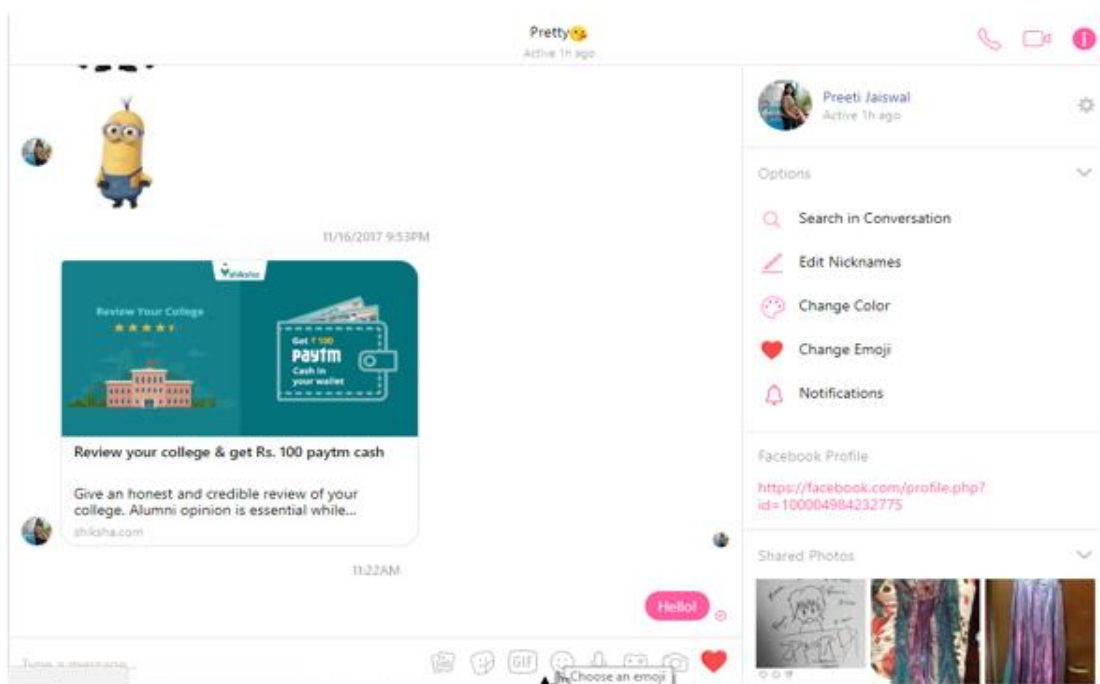 Pretty😘
Active 1h ago
11/16/2017 9:53PM
shiksha
Review Your College
Get ₹ 100
paytm
Cash in
your wallet
Review your college & get Rs. 100 paytm cash
Give an honest and credible review of your
college. Alumni opinion is essential while...
shiksha.com
11:22AM
Hello!
Type a message...
GIF
Choose an emoji
Preeti Jaiswal
Active 1h ago
Options
Search in Conversation
Edit Nicknames
Change Color
Change Emoji
Notifications
Facebook Profile
https://facebook.com/profile.php?
id=100004984232775
Shared Photos